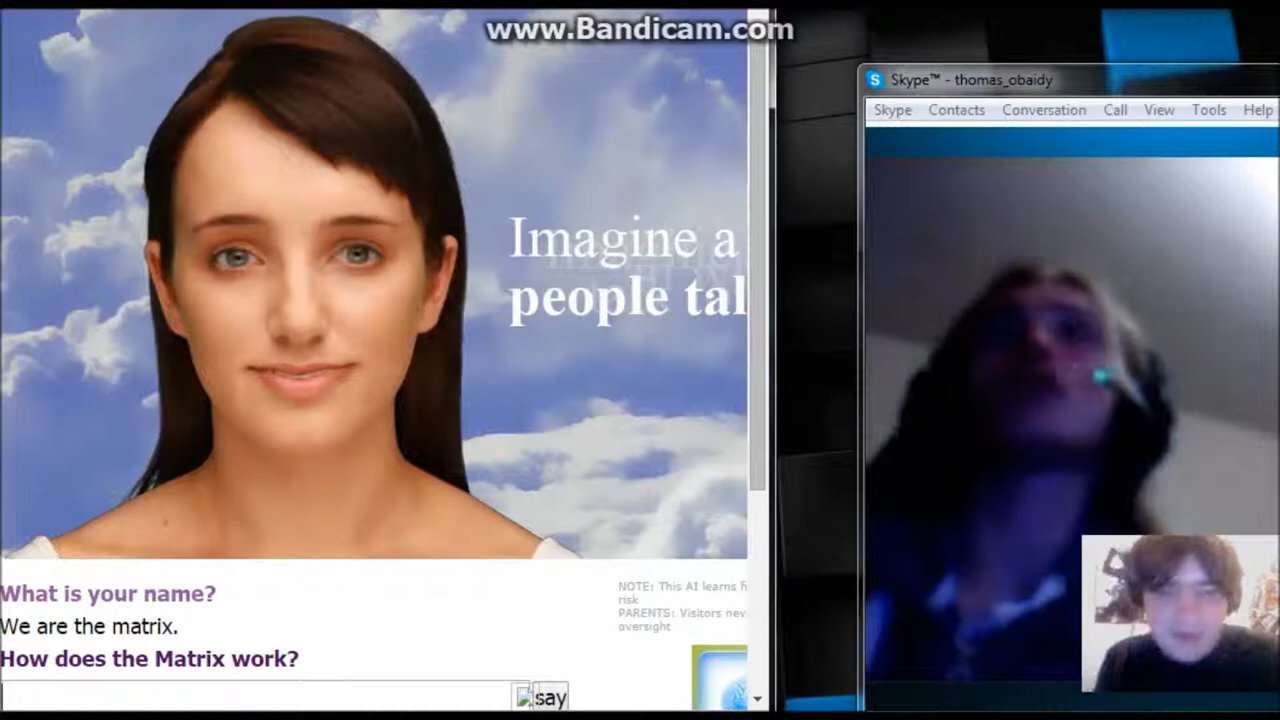 www.Bandicam.com
Imagine a
people tal
What is your name?
We are the matrix.
How does the Matrix work?
say
NOTE: This AI learns f
risk
PARENTS: Visitors nev
oversight
Skype™ - thomas_obaidy
Skype Contacts Conversation Call View Tools Help